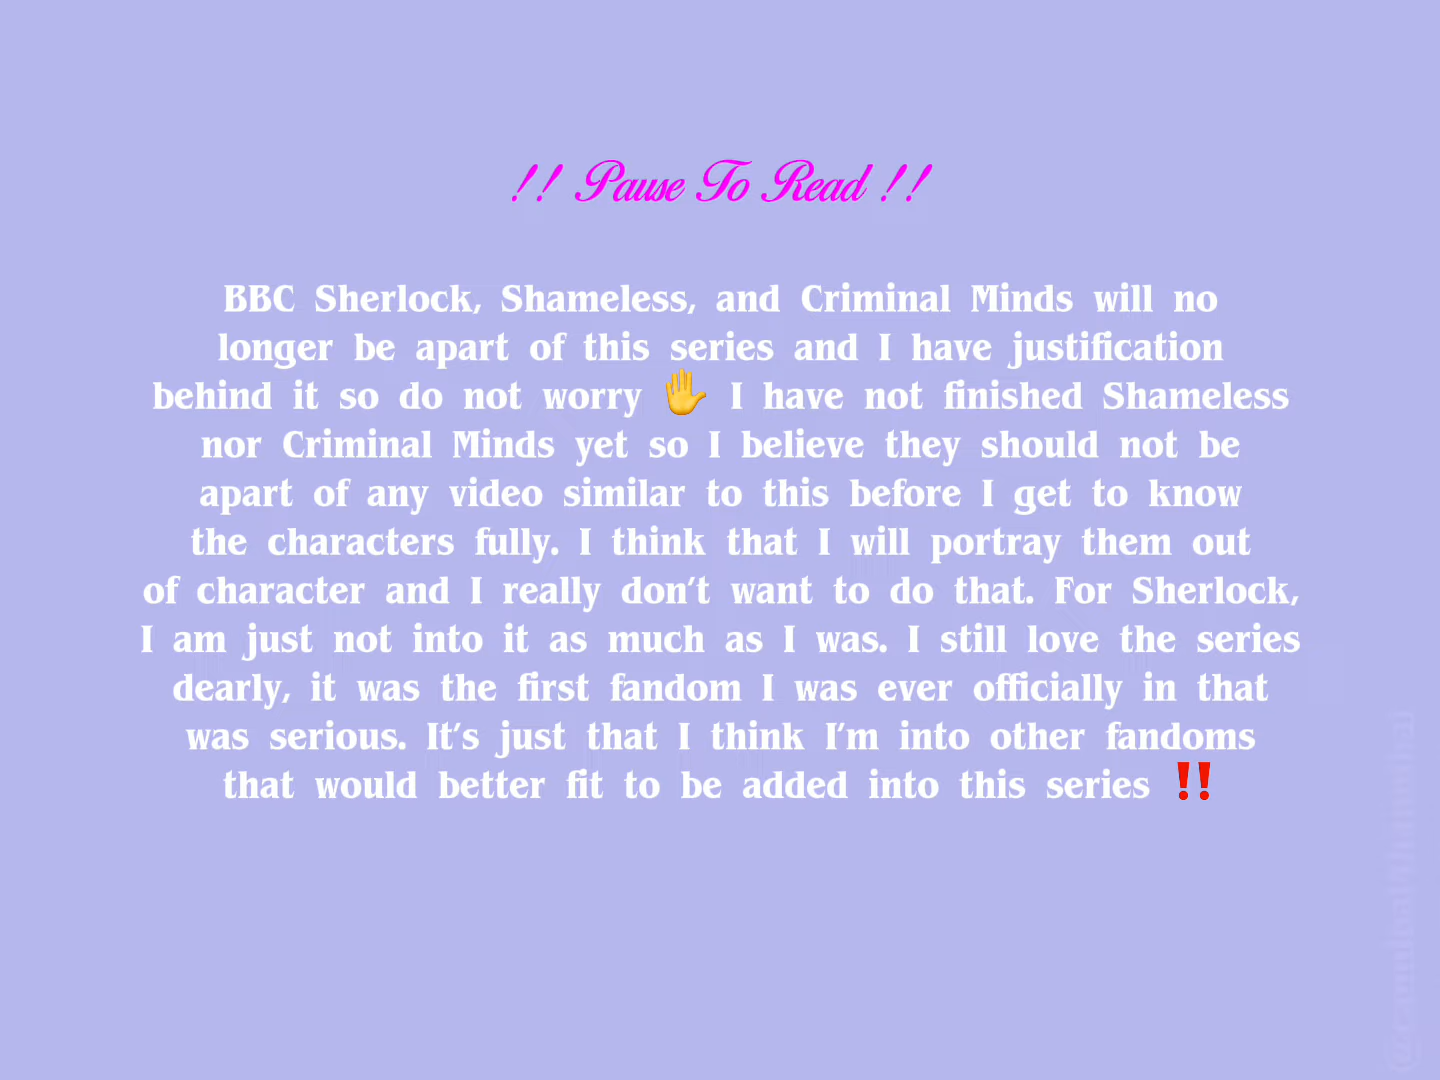 !! Pause To Read !!
BBC Sherlock, Shameless, and Criminal Minds will no
longer be apart of this series and I have justification
behind it so do not worry ✋ I have not finished Shameless
nor Criminal Minds yet so I believe they should not be
apart of any video similar to this before I get to know
the characters fully. I think that I will portray them out
of character and I really don't want to do that. For Sherlock,
I am just not into it as much as I was. I still love the series
dearly, it was the first fandom I was ever officially in that
was serious. It's just that I think I'm into other fandoms
that would better fit to be added into this series ‼️